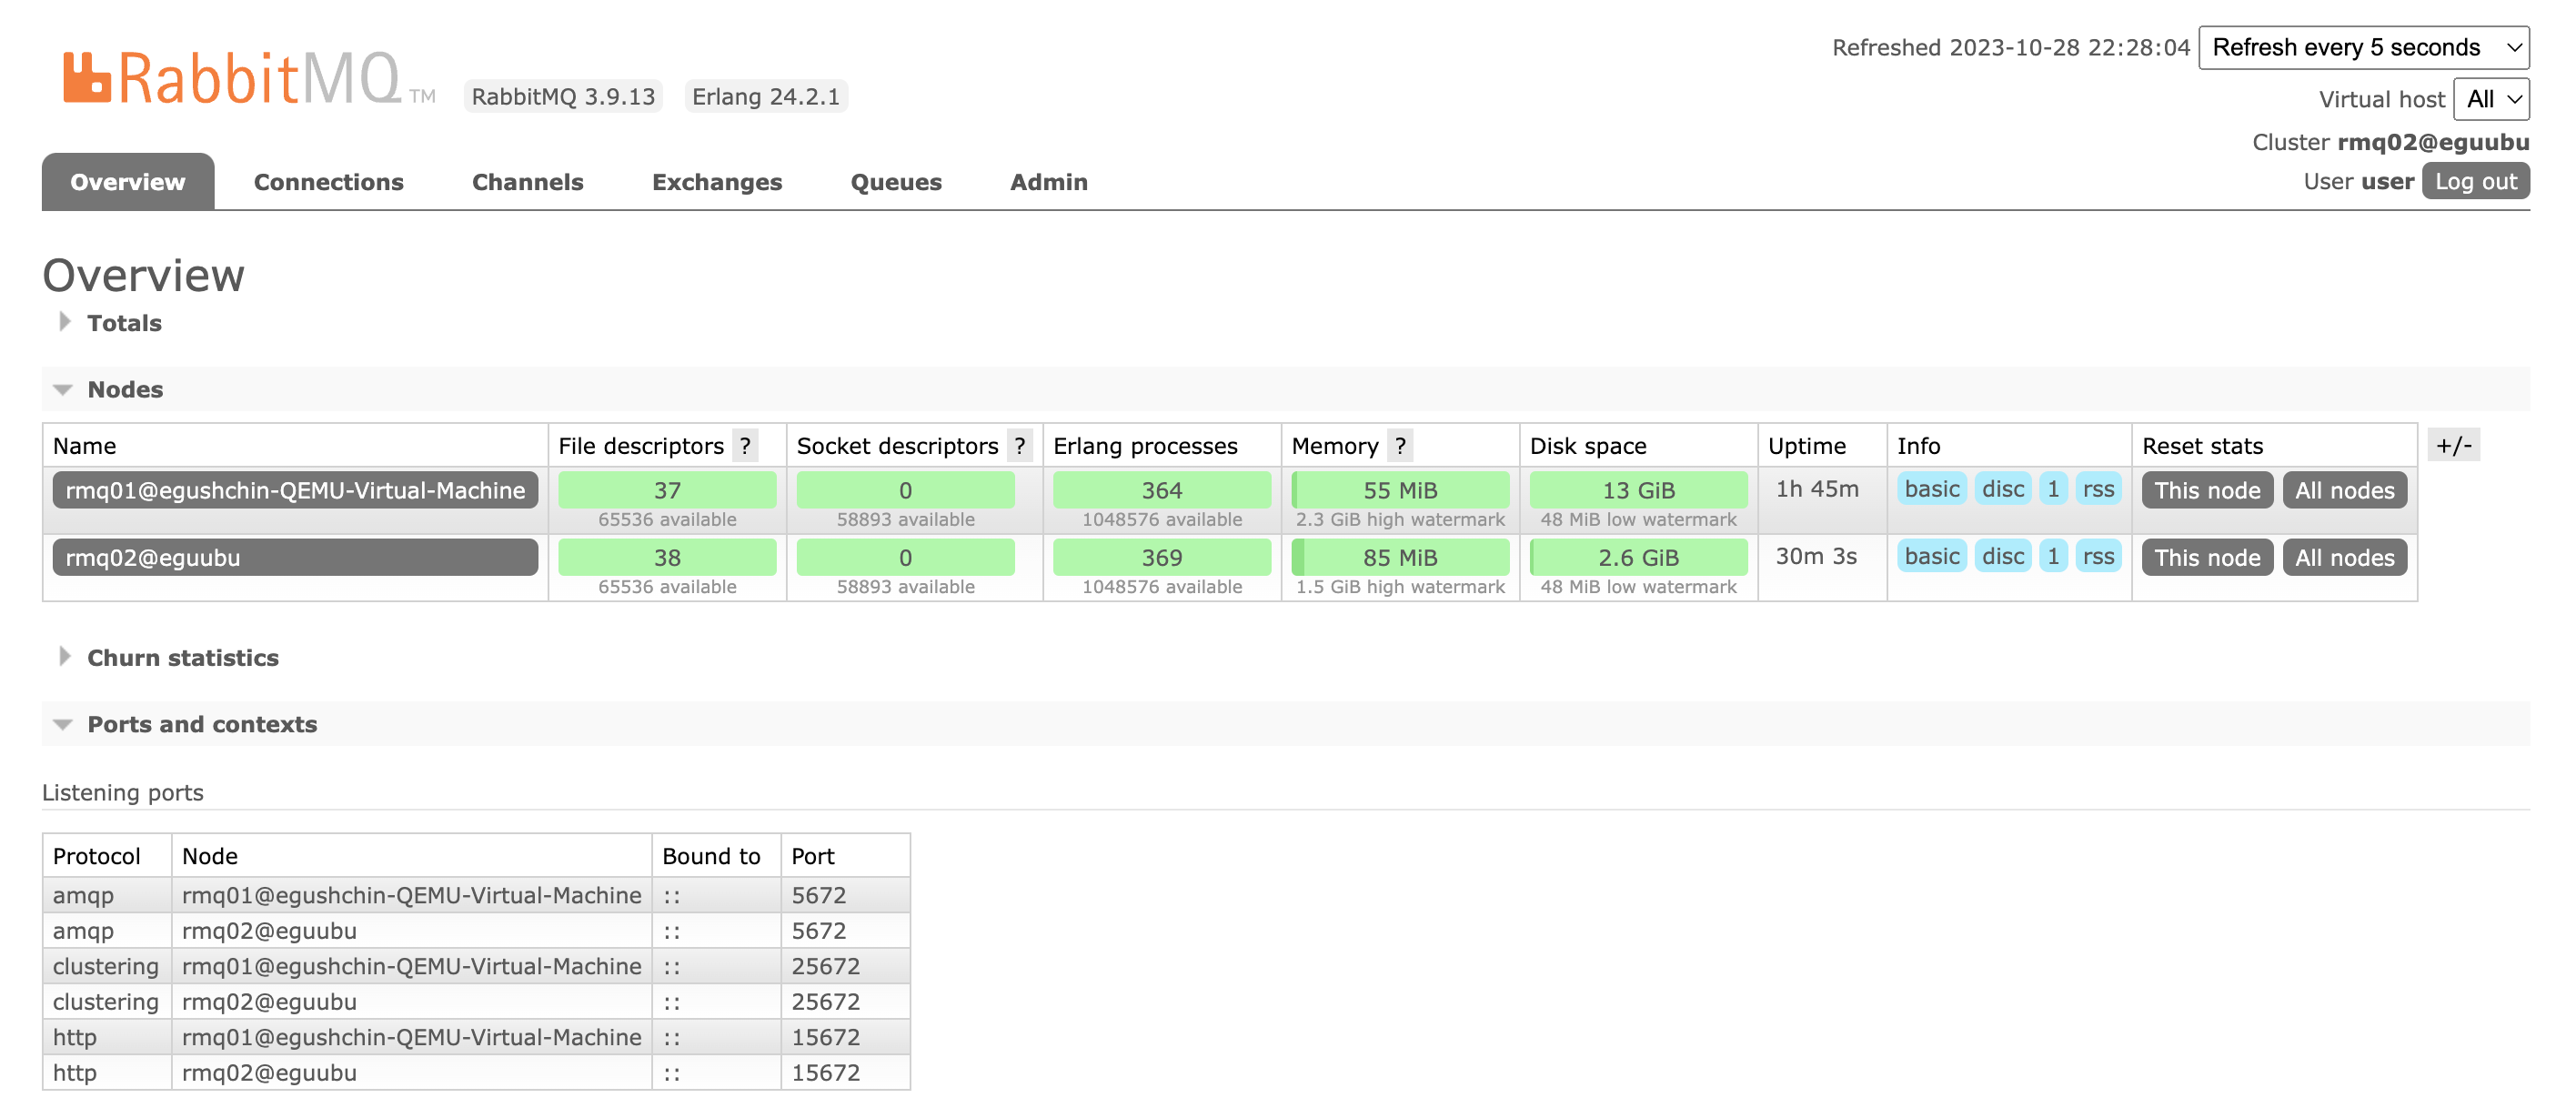 Refreshed 2023-10-28 22:28:04 Refresh every 5 seconds
RabbitMQ TM RabbitMQ 3.9.13 Erlang 24.2.1
Virtual host All
Cluster rmq02@eguubu
Overview Connections Channels Exchanges Queues Admin
User user Log out
Overview
Totals
Nodes
Name File descriptors ? Socket descriptors ? Erlang processes Memory ? Disk space Uptime Info Reset stats +/-
rmq01@egushchin-QEMU-Virtual-Machine 37 0 364 55 MiB 13 GiB 1h 45m basic disc 1 rss This node All nodes
65536 available 58893 available 1048576 available 2.3 GiB high watermark 48 MiB low watermark
rmq02@eguubu 38 0 369 85 MiB 2.6 GiB 30m 3s basic disc 1 rss This node All nodes
65536 available 58893 available 1048576 available 1.5 GiB high watermark 48 MiB low watermark
Churn statistics
Ports and contexts
Listening ports
Protocol Node Bound to Port
amqp rmq01@egushchin-QEMU-Virtual-Machine :: 5672
amqp rmq02@eguubu :: 5672
clustering rmq01@egushchin-QEMU-Virtual-Machine :: 25672
clustering rmq02@eguubu :: 25672
http rmq01@egushchin-QEMU-Virtual-Machine :: 15672
http rmq02@eguubu :: 15672